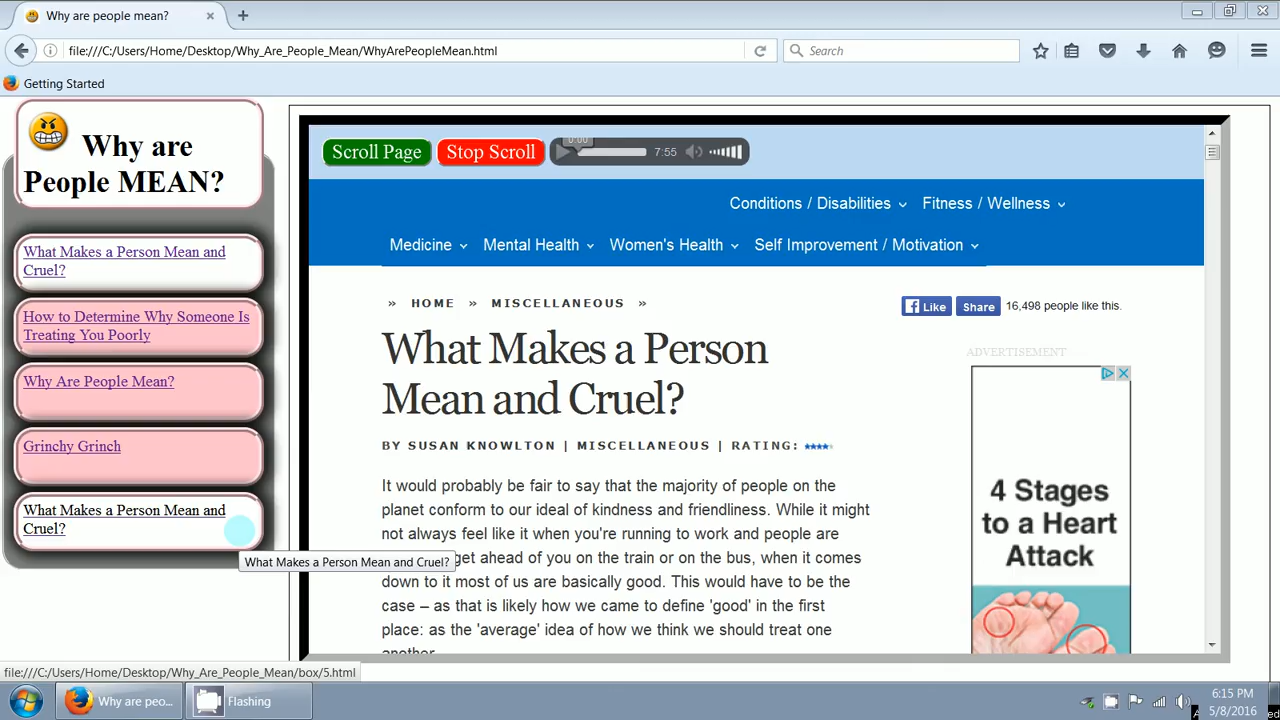 Why are people mean?
file:///C:/Users/Home/Desktop/Why_Are_People_Mean/WhyArePeopleMean.html
Search
Getting Started
Why are
People MEAN?
What Makes a Person Mean and
Cruel?
How to Determine Why Someone Is
Treating You Poorly
Why Are People Mean?
Grinchy Grinch
What Makes a Person Mean and
Cruel?
What Makes a Person Mean and Cruel?
Scroll Page
Stop Scroll
0:00
7:55
Conditions / Disabilities
Fitness / Wellness
Medicine
Mental Health
Women's Health
Self Improvement / Motivation
» HOME » MISCELLANEOUS »
Like
Share
16,498 people like this.
What Makes a Person
Mean and Cruel?
BY SUSAN KNOWLTON | MISCELLANEOUS | RATING:
It would probably be fair to say that the majority of people on the
planet conform to our ideal of kindness and friendliness. While it might
not always feel like it when you're running to work and people are
get ahead of you on the train or on the bus, when it comes
down to it most of us are basically good. This would have to be the
case – as that is likely how we came to define 'good' in the first
place: as the 'average' idea of how we think we should treat one
another.
ADVERTISEMENT
4 Stages
to a Heart
Attack
file:///C:/Users/Home/Desktop/Why_Are_People_Mean/box/5.html
Why are peo...
Flashing
6:15 PM
5/8/2016